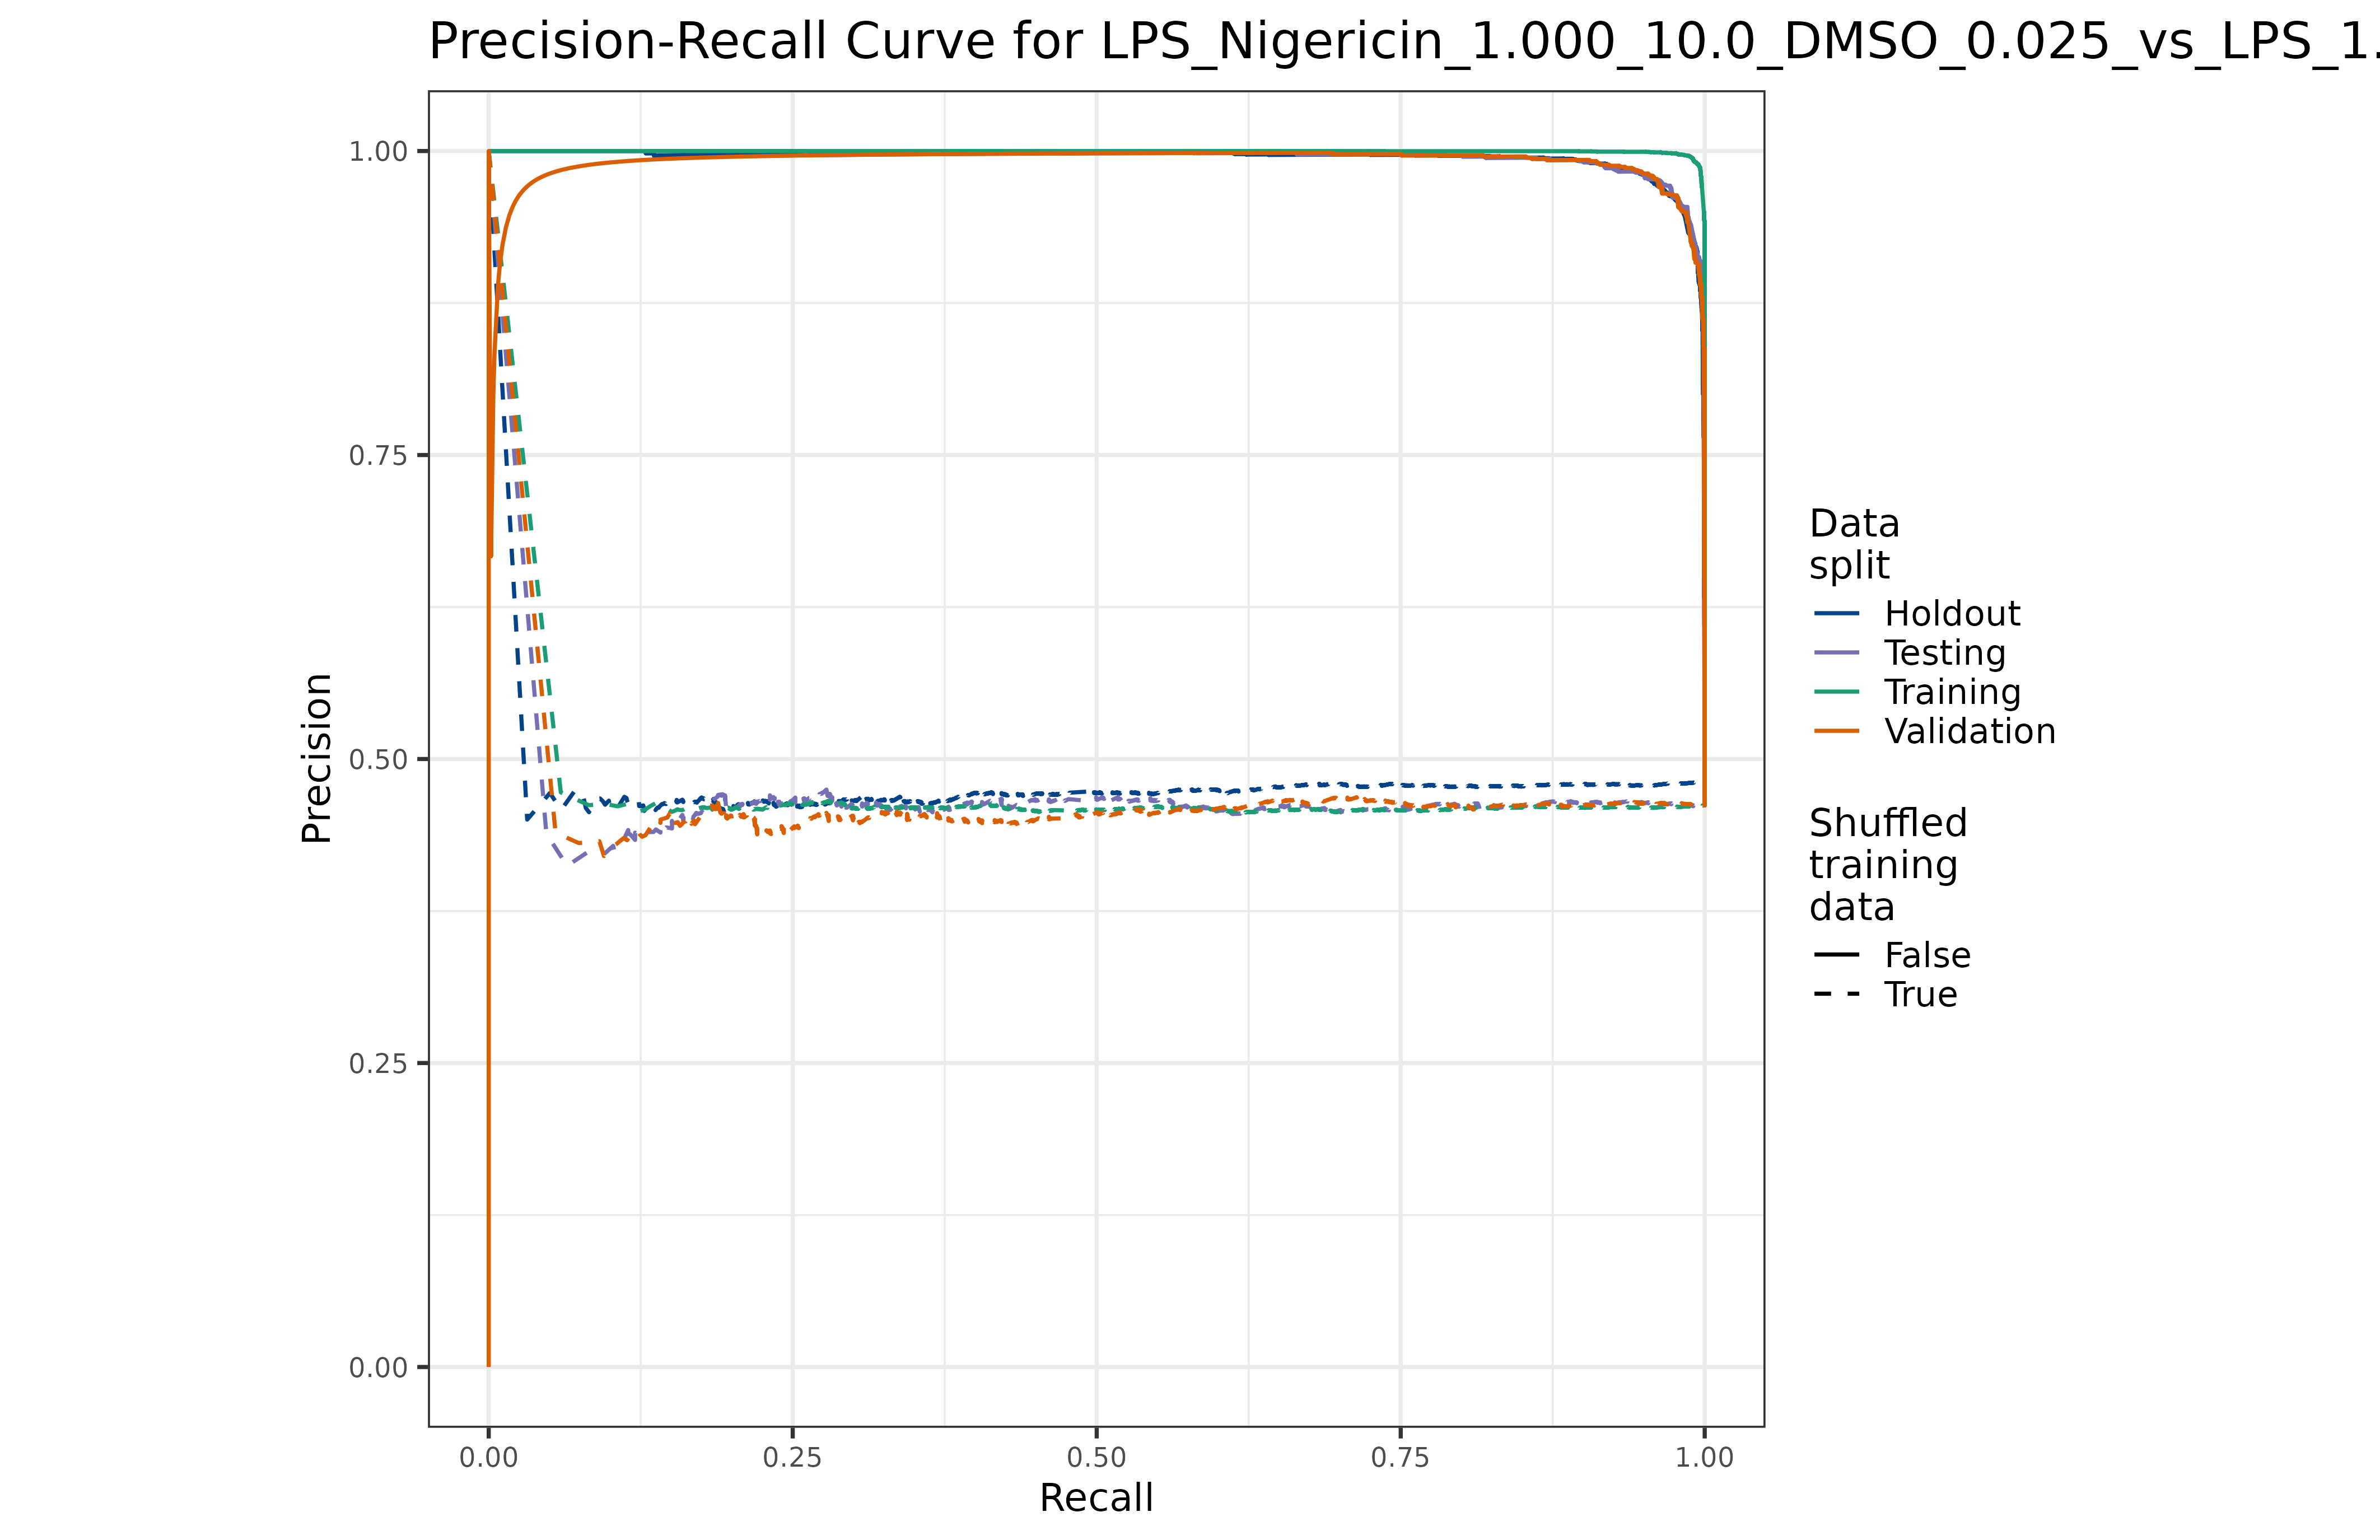 Precision-Recall Curve for LPS_Nigericin_1.000_10.0_DMSO_0.025_vs_LPS_1.
1.00
0.75
0.50
0.25
0.00
Precision
0.00 0.25 0.50 0.75 1.00
Recall
Data
split
Holdout
Testing
Training
Validation
Shuffled
training
data
False
True